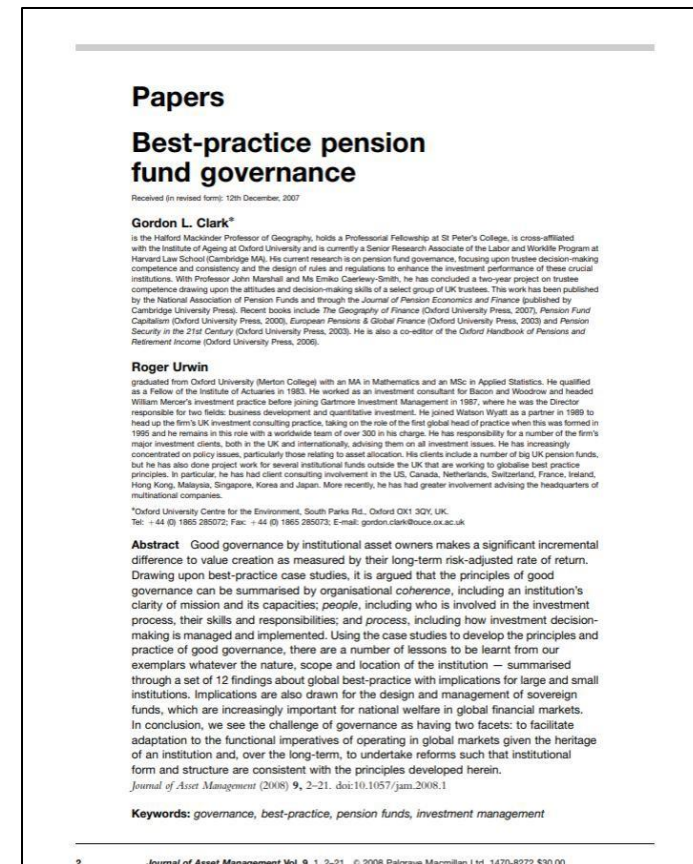 Papers
Best-practice pension
fund governance
Received (in revised form): 12th December, 2007
Gordon L. Clark*
is the Halford Mackinder Professor of Geography, holds a Professorial Fellowship at St Peter's College, is cross-affiliated
with the Institute of Ageing at Oxford University and is currently a Senior Research Associate of the Labor and Worklife Program at
Harvard Law School (Cambridge MA). His current research is on pension fund governance, focusing upon trustee decision-making
competence and consistency and the design of rules and regulations to enhance the investment performance of these crucial
institutions. With Professor John Marshall and Ms Emiko Caerlewy-Smith, he has concluded a two-year project on trustee
competence drawing upon the attitudes and decision-making skills of a select group of UK trustees. This work has been published
by the National Association of Pension Funds and through the Journal of Pension Economics and Finance (published by
Cambridge University Press). Recent books include The Geography of Finance (Oxford University Press, 2007), Pension Fund
Capitalism (Oxford University Press, 2000), European Pensions & Global Finance (Oxford University Press, 2003) and Pension
Security in the 21st Century (Oxford University Press, 2003). He is also a co-editor of the Oxford Handbook of Pensions and
Retirement Income (Oxford University Press, 2006).
Roger Urwin
graduated from Oxford University (Merton College) with an MA in Mathematics and an MSc in Applied Statistics. He qualified
as a Fellow of the Institute of Actuaries in 1983. He worked as an investment consultant for Bacon and Woodrow and headed
William Mercer's investment practice before joining Gartmore Investment Management in 1987, where he was the Director
responsible for two fields: business development and quantitative investment. He joined Watson Wyatt as a partner in 1989 to
head up the firm's UK investment consulting practice, taking on the role of the first global head of practice when this was formed in
1995 and he remains in this role with a worldwide team of over 300 in his charge. He has responsibility for a number of the firm's
major investment clients, both in the UK and internationally, advising them on all investment issues. He has increasingly
concentrated on policy issues, particularly those relating to asset allocation. His clients include a number of big UK pension funds,
but he has also done project work for several institutional funds outside the UK that are working to globalise best practice
principles. In particular, he has had client consulting involvement in the US, Canada, Netherlands, Switzerland, France, Ireland,
Hong Kong, Malaysia, Singapore, Korea and Japan. More recently, he has had greater involvement advising the headquarters of
multinational companies.
*Oxford University Centre for the Environment, South Parks Rd., Oxford OX1 3QY, UK.
Tel: +44 (0) 1865 285072; Fax: +44 (0) 1865 285073; E-mail: gordon.clark@ouce.ox.ac.uk
Abstract Good governance by institutional asset owners makes a significant incremental
difference to value creation as measured by their long-term risk-adjusted rate of return.
Drawing upon best-practice case studies, it is argued that the principles of good
governance can be summarised by organisational coherence, including an institution's
clarity of mission and its capacities; people, including who is involved in the investment
process, their skills and responsibilities; and process, including how investment decision-
making is managed and implemented. Using the case studies to develop the principles and
practice of good governance, there are a number of lessons to be learnt from our
exemplars whatever the nature, scope and location of the institution — summarised
through a set of 12 findings about global best-practice with implications for large and small
institutions. Implications are also drawn for the design and management of sovereign
funds, which are increasingly important for national welfare in global financial markets.
In conclusion, we see the challenge of governance as having two facets: to facilitate
adaptation to the functional imperatives of operating in global markets given the heritage
of an institution and, over the long-term, to undertake reforms such that institutional
form and structure are consistent with the principles developed herein.
Journal of Asset Management (2008) 9, 2–21. doi:10.1057/jam.2008.1
Keywords: governance, best-practice, pension funds, investment management
2 Journal of Asset Management Vol. 9, 1, 2–21 © 2008 Palgrave Macmillan Ltd, 1470-8272 $30.00